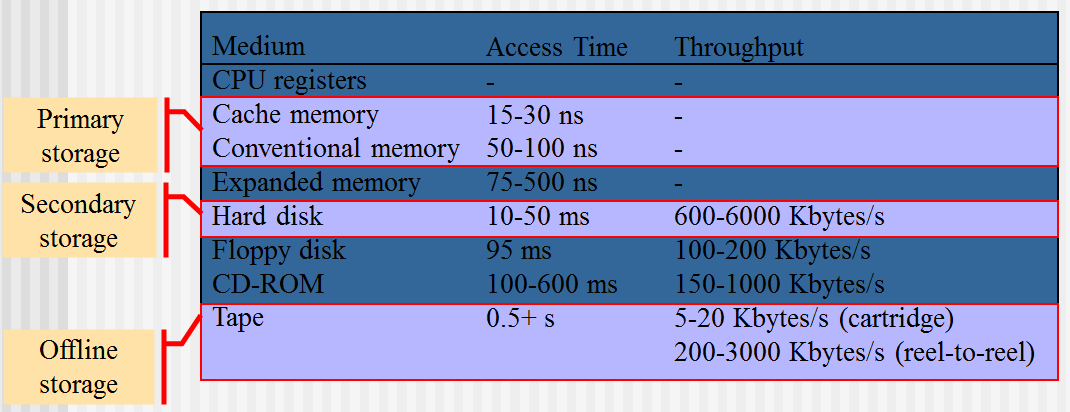 Medium Access Time Throughput
CPU registers - -
Primary storage
Cache memory 15-30 ns -
Conventional memory 50-100 ns -
Expanded memory 75-500 ns -
Secondary storage
Hard disk 10-50 ms 600-6000 Kbytes/s
Floppy disk 95 ms 100-200 Kbytes/s
CD-ROM 100-600 ms 150-1000 Kbytes/s
Offline storage
Tape 0.5+ s 5-20 Kbytes/s (cartridge)
200-3000 Kbytes/s (reel-to-reel)